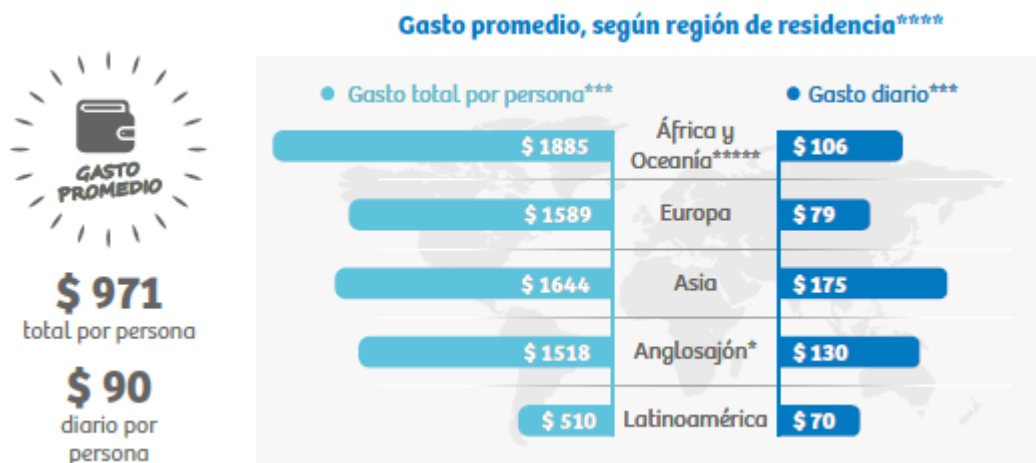 Gasto promedio, según región de residencia****
GASTO
PROMEDIO
$ 971
total por persona
$ 90
diario por
persona
Gasto total por persona***
Gasto diario***
$ 1885
África y
Oceanía*****
$ 106
$ 1589
Europa
$ 79
$ 1644
Asia
$ 175
$ 1518
Anglosajón*
$ 130
$ 510
Latinoamérica
$ 70